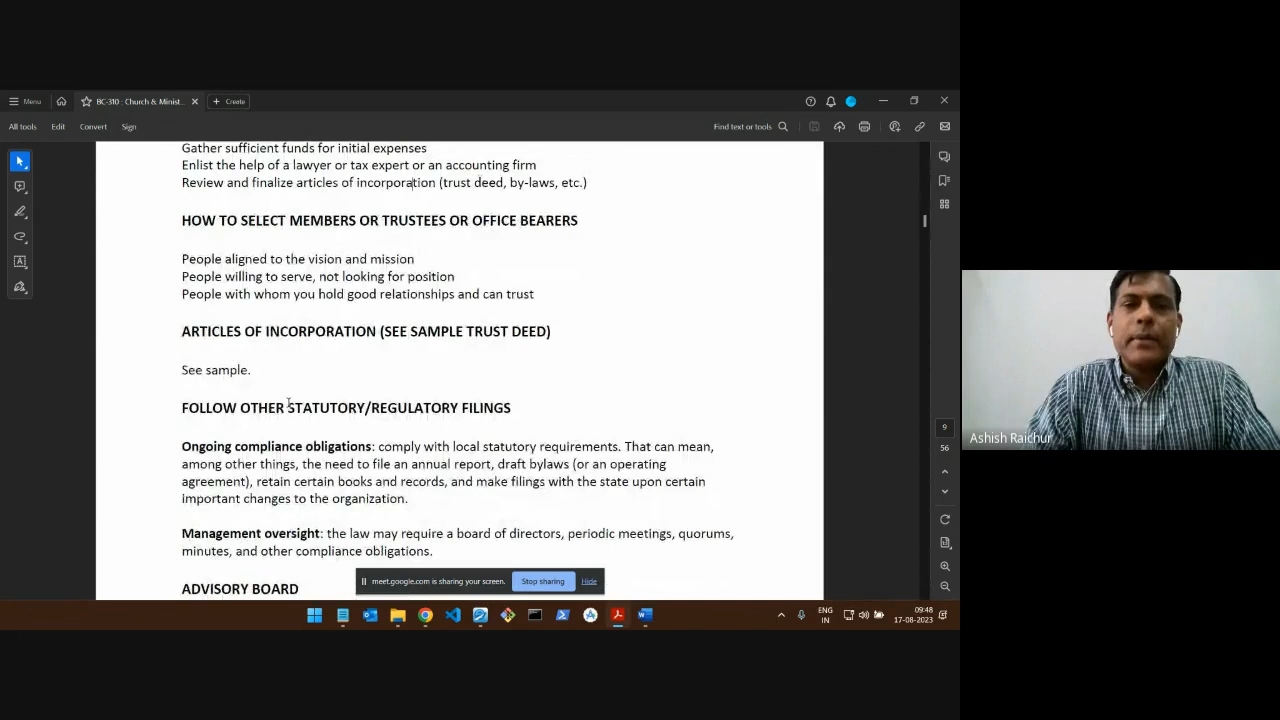 Menu
BC-310 : Church & Minist...
Create
All tools
Edit
Convert
Sign
Find text or tools
Gather sufficient funds for initial expenses
Enlist the help of a lawyer or tax expert or an accounting firm
Review and finalize articles of incorporation (trust deed, by-laws, etc.)
HOW TO SELECT MEMBERS OR TRUSTEES OR OFFICE BEARERS
People aligned to the vision and mission
People willing to serve, not looking for position
People with whom you hold good relationships and can trust
ARTICLES OF INCORPORATION (SEE SAMPLE TRUST DEED)
See sample.
FOLLOW OTHER STATUTORY/REGULATORY FILINGS
Ongoing compliance obligations: comply with local statutory requirements. That can mean,
among other things, the need to file an annual report, draft bylaws (or an operating
agreement), retain certain books and records, and make filings with the state upon certain
important changes to the organization.
Management oversight: the law may require a board of directors, periodic meetings, quorums,
minutes, and other compliance obligations.
ADVISORY BOARD
meet.google.com is sharing your screen.
Stop sharing
Hide
9
56
Ashish Raichur
ENG
IN
09:48
17-08-2023